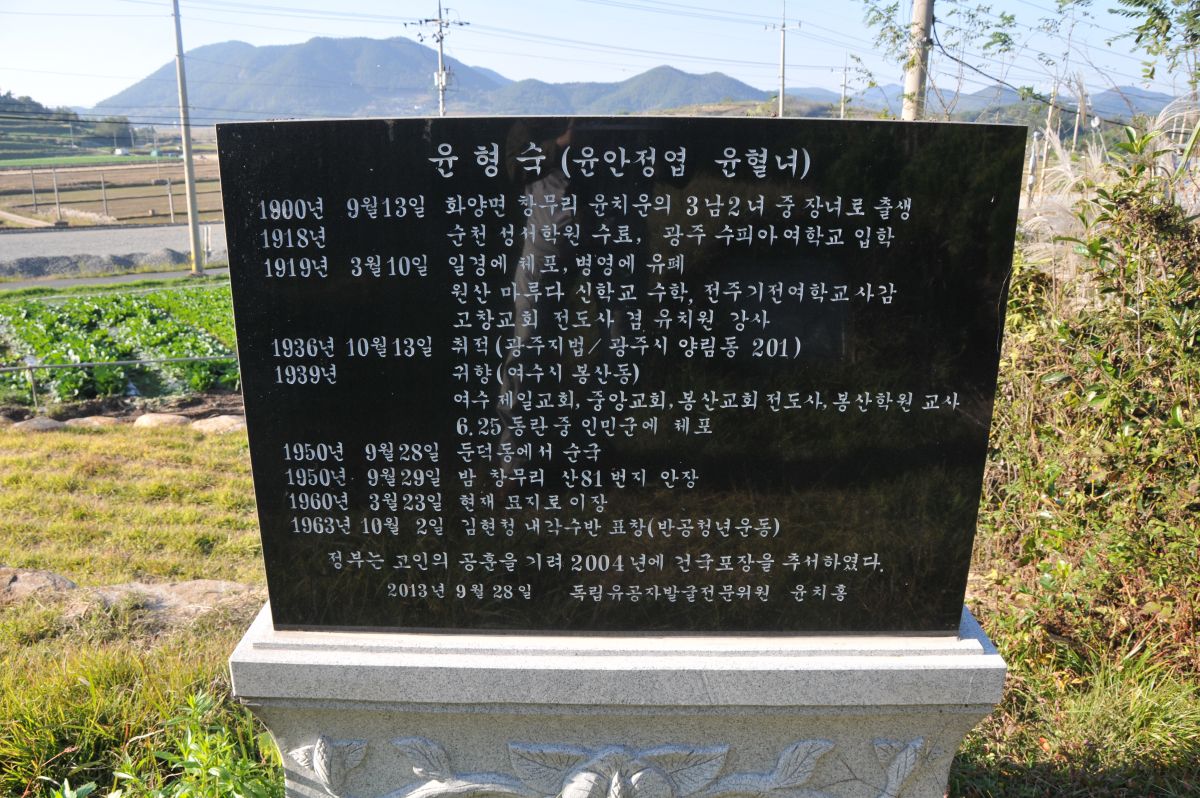 윤형숙 (윤안정엽 윤혈녀)
1900년 9월13일 화양면 창무리 윤치운의 3남2녀 중 장녀로 출생
1918년 순천 성서학원 수료, 광주 수피아여학교 입학
1919년 3월10일 일경에 체포, 병영에 유폐
원산 마루다 신학교 수학, 전주기전여학교사감
고창교회 전도사 겸 유치원 강사
1936년 10월13일 취적(광주지법/광주시 양림동 201)
1939년 귀향(여수시 봉산동)
여수제일교회, 중앙교회, 봉산교회 전도사, 봉산학원 교사
6.25 동란 중 인민군에 체포
1950년 9월28일 둔덕동에서 순국
1950년 9월29일 밤 창무리 산81번지 안장
1960년 3월23일 현재 묘지로 이장
1963년 10월 2일 김현철 내각수반 표창(반공청년운동)
정부는 고인의 공훈을 기려 2004년에 건국포장을 추서하였다.
2013년 9월 28일 독립유공자발굴전문위원 윤치홍